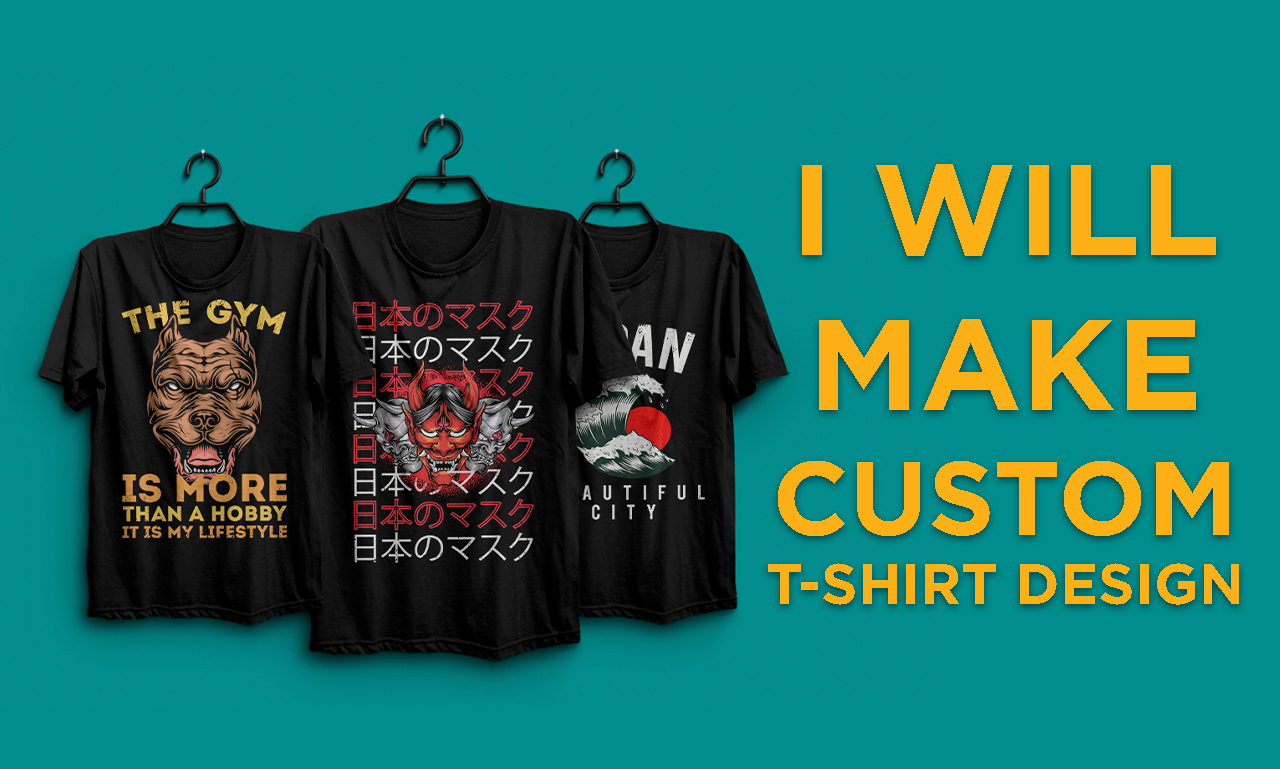 THE GYM
IS MORE
THAN A HOBBY
IT IS MY LIFESTYLE
日本のマスク
日本のマスク
日本のマスク
日本のマスク
日本のマスク
日本のマスク
日本のマスク
CITY
I WILL
MAKE
CUSTOM
T-SHIRT DESIGN